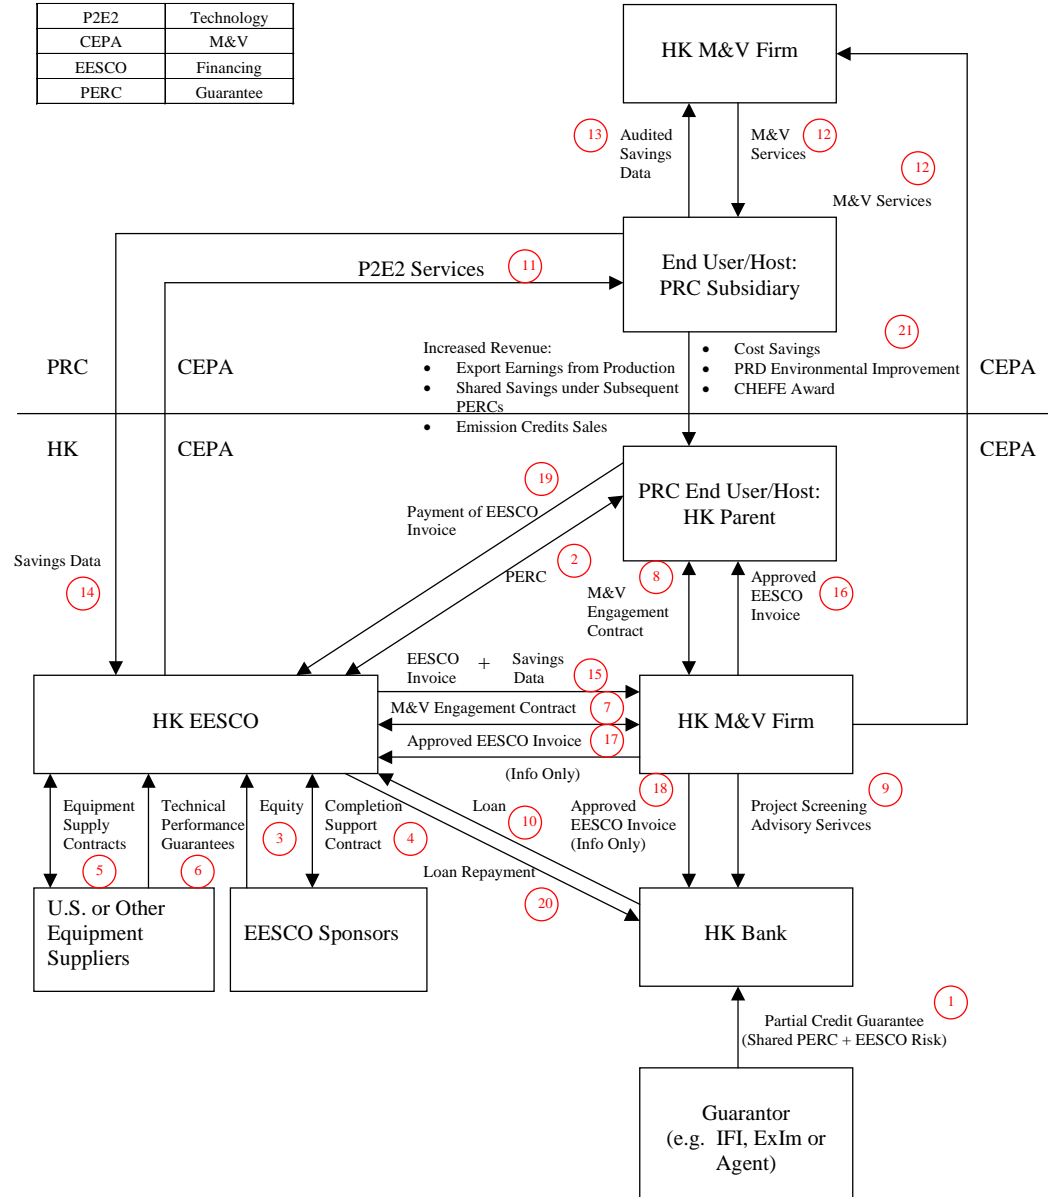 P2E2 Technology
CEPA M&V
EESCO Financing
PERC Guarantee
HK M&V Firm
13 Audited
Savings
Data
M&V
Services 12
12
M&V Services
P2E2 Services 11
End User/Host:
PRC Subsidiary
21
Increased Revenue:
• Export Earnings from Production
• Shared Savings under Subsequent
PERCs
• Emission Credits Sales
• Cost Savings
• PRD Environmental Improvement
• CHEFE Award
PRC CEPA CEPA
HK CEPA CEPA
19
Payment of EESCO
Invoice
PRC End User/Host:
HK Parent
2
PERC
Savings Data
14
8
M&V
Engagement
Contract
Approved
EESCO
Invoice
16
EESCO
Invoice
+
Savings
Data
15
HK EESCO
M&V Engagement Contract 7
Approved EESCO Invoice 17
(Info Only)
HK M&V Firm
Equipment
Supply
Contracts
5
Technical
Performance
Guarantees
6
Equity
3
Completion
Support
Contract
4
Loan
10
Loan Repayment
20
18
Approved
EESCO Invoice
(Info Only)
9
Project Screening
Advisory Serivces
U.S. or Other
Equipment
Suppliers
EESCO Sponsors
HK Bank
1
Partial Credit Guarantee
(Shared PERC + EESCO Risk)
Guarantor
(e.g. IFI, ExIm or
Agent)